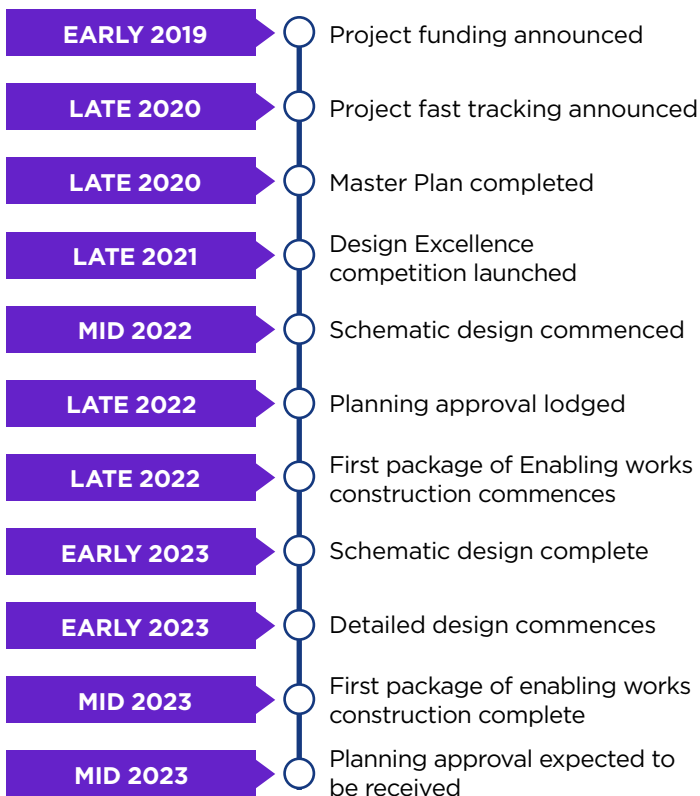 EARLY 2019
Project funding announced
LATE 2020
Project fast tracking announced
LATE 2020
Master Plan completed
LATE 2021
Design Excellence
competition launched
MID 2022
Schematic design commenced
LATE 2022
Planning approval lodged
LATE 2022
First package of Enabling works
construction commences
EARLY 2023
Schematic design complete
EARLY 2023
Detailed design commences
MID 2023
First package of enabling works
construction complete
MID 2023
Planning approval expected to
be received